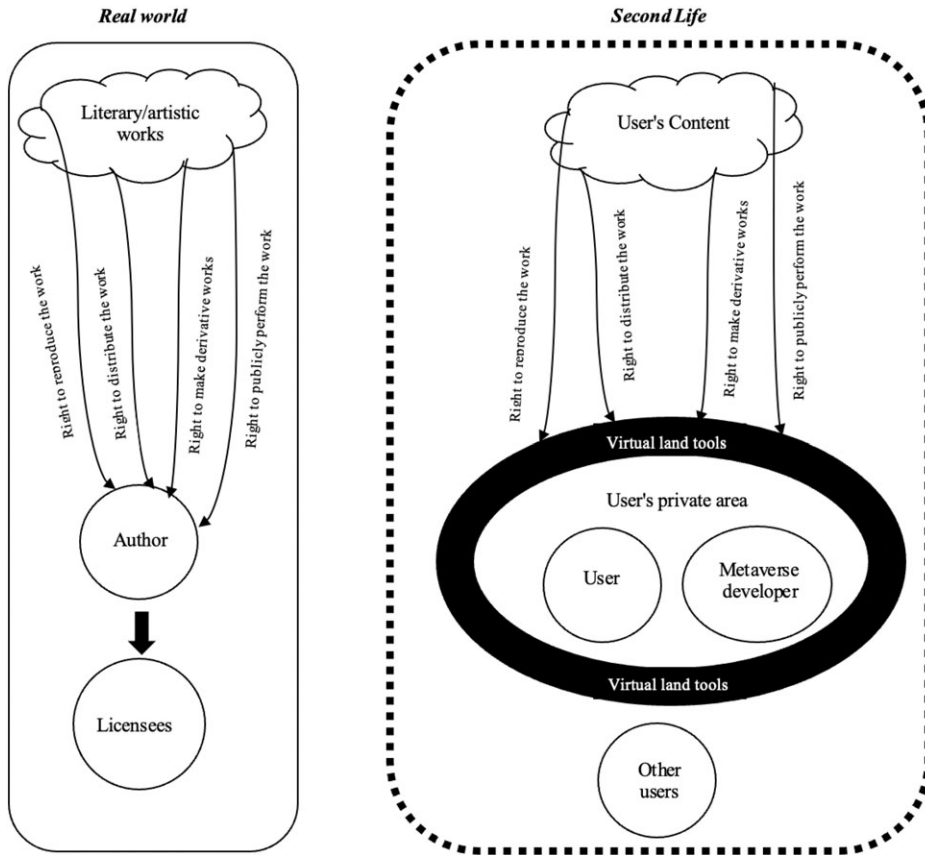 Real world
Literary/artistic
works
Right to reproduce the work
Right to distribute the work
Right to make derivative works
Right to publicly perform the work
Author
Licensees
Second Life
User's Content
Right to reproduce the work
Right to distribute the work
Right to make derivative works
Right to publicly perform the work
Virtual land tools
User's private area
User
Metaverse
developer
Virtual land tools
Other
users